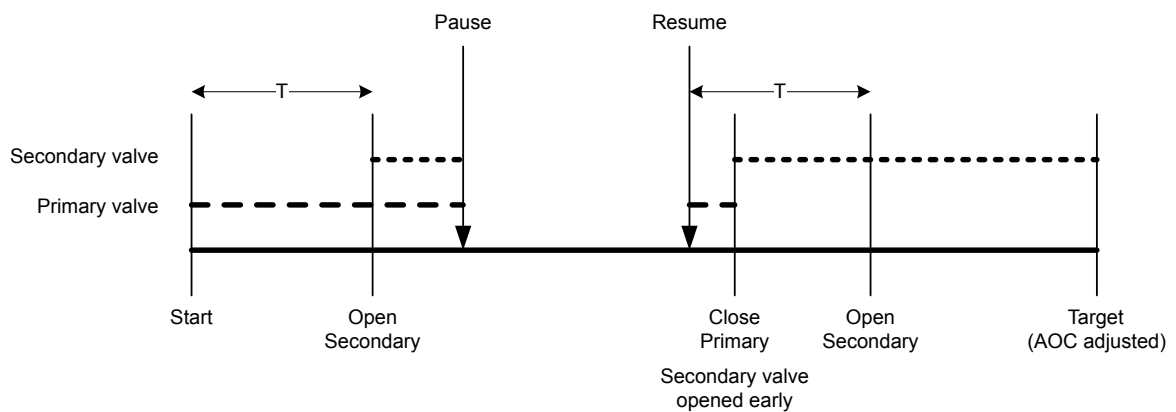 Pause
Resume
T
T
Secondary valve
Primary valve
Start
Open
Secondary
Close
Primary
Open
Secondary
Target
(AOC adjusted)
Secondary valve
opened early